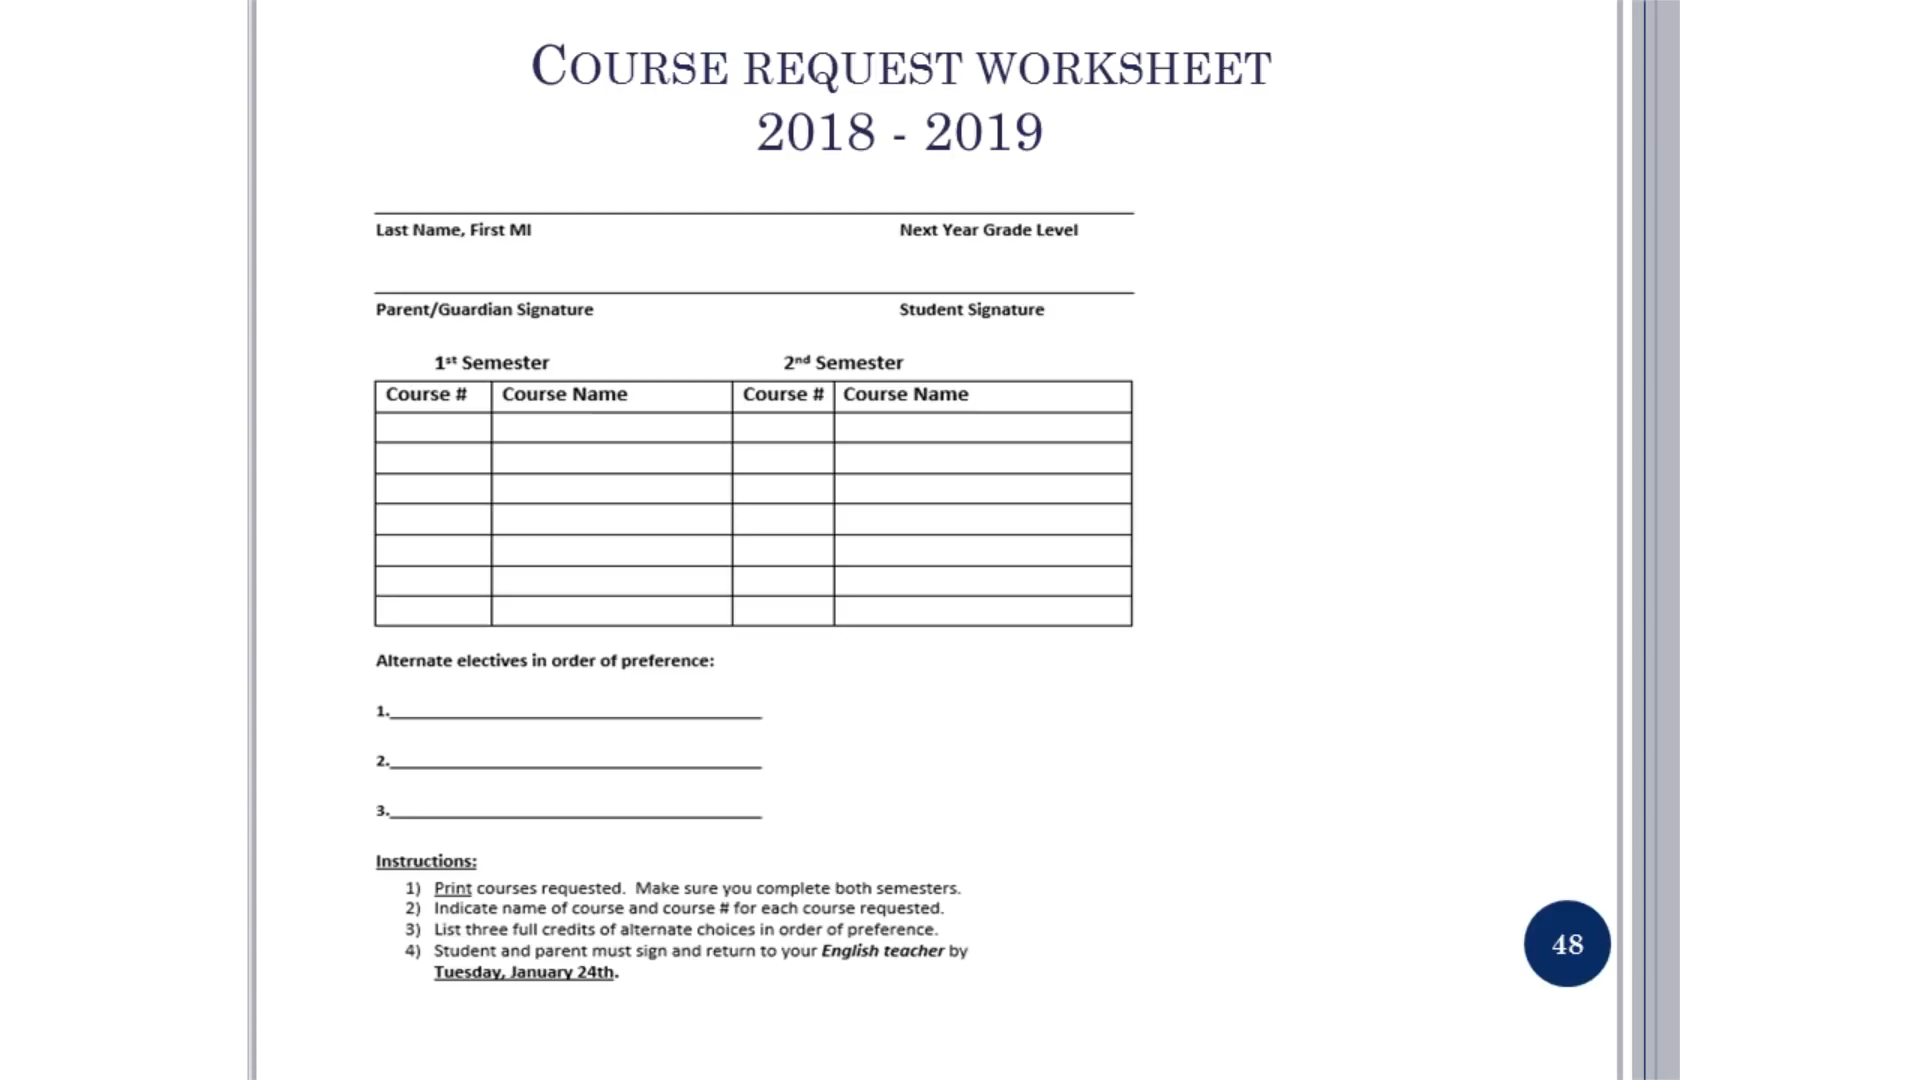 COURSE REQUEST WORKSHEET
2018 - 2019
Last Name, First MI Next Year Grade Level
Parent/Guardian Signature Student Signature
1st Semester 2nd Semester
Course # Course Name Course # Course Name
Alternate electives in order of preference:
1.
2.
3.
Instructions:
1) Print courses requested. Make sure you complete both semesters.
2) Indicate name of course and course # for each course requested.
3) List three full credits of alternate choices in order of preference.
4) Student and parent must sign and return to your English teacher by
Tuesday, January 24th.
48